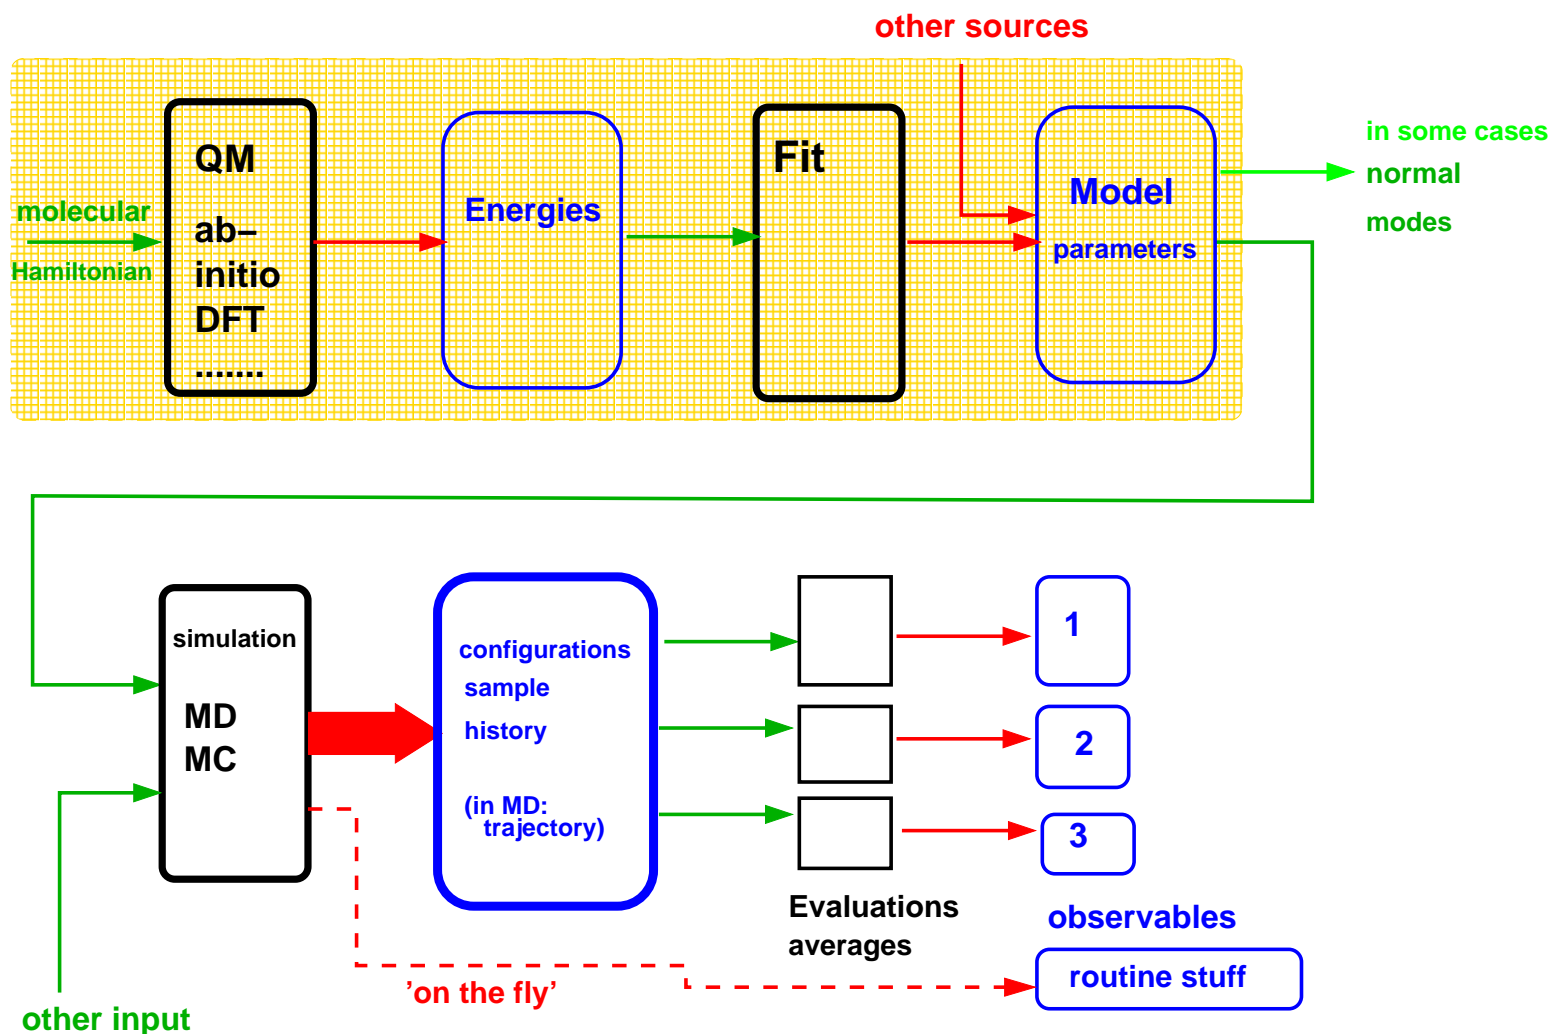 other sources
QM
ab–
initio
DFT
.......
molecular
Hamiltonian
Energies
Fit
Model
parameters
in some cases
normal
modes
simulation
MD
MC
configurations
sample
history
(in MD:
trajectory)
1
2
3
Evaluations
averages
observables
routine stuff
’on the fly’
other input